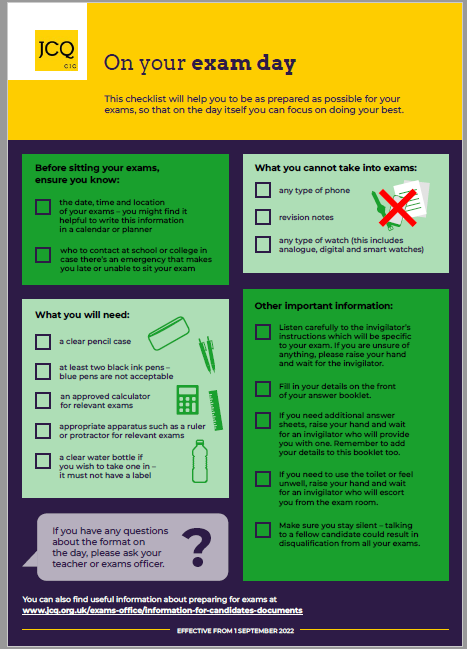 JCQ
CIC
On your exam day
This checklist will help you to be as prepared as possible for your
exams, so that on the day itself you can focus on doing your best.
Before sitting your exams,
ensure you know:
the date, time and location
of your exams – you might find it
helpful to write this information
in a calendar or planner
who to contact at school or college in
case there's an emergency that makes
you late or unable to sit your exam
What you will need:
a clear pencil case
at least two black ink pens –
blue pens are not acceptable
an approved calculator
for relevant exams
appropriate apparatus such as a ruler
or protractor for relevant exams
a clear water bottle if
you wish to take one in –
it must not have a label
If you have any questions
about the format on
the day, please ask your
teacher or exams officer.
?
What you cannot take into exams:
any type of phone
revision notes
any type of watch (this includes
analogue, digital and smart watches)
Other important information:
Listen carefully to the invigilator's
instructions which will be specific
to your exam. If you are unsure of
anything, please raise your hand
and wait for the invigilator.
Fill in your details on the front
of your answer booklet.
If you need additional answer
sheets, raise your hand and wait
for an invigilator who will provide
you with one. Remember to add
your details to this booklet too.
If you need to use the toilet or feel
unwell, raise your hand and wait
for an invigilator who will escort
you from the exam room.
Make sure you stay silent – talking
to a fellow candidate could result in
disqualification from all your exams.
You can also find useful information about preparing for exams at
www.jcq.org.uk/exams-office/information-for-candidates-documents
EFFECTIVE FROM 1 SEPTEMBER 2022